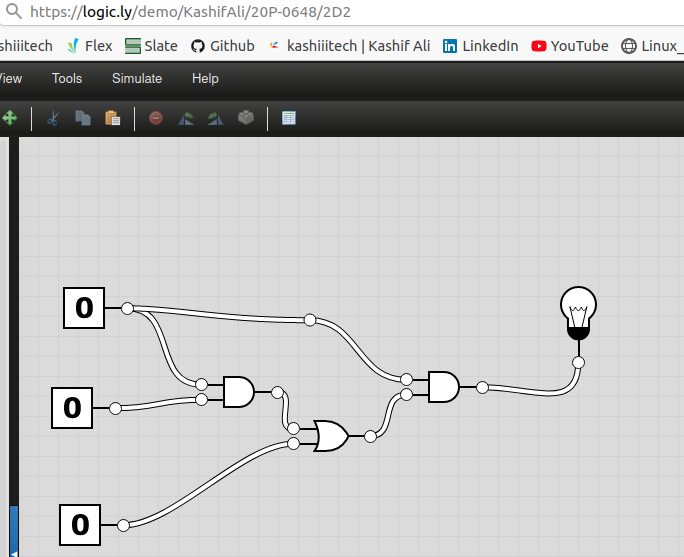 https://logic.ly/demo/KashifAli/20P-0648/2D2
shiiitech Flex Slate Github kashiiitech | Kashif Ali LinkedIn YouTube Linux_
View Tools Simulate Help
0
0
0